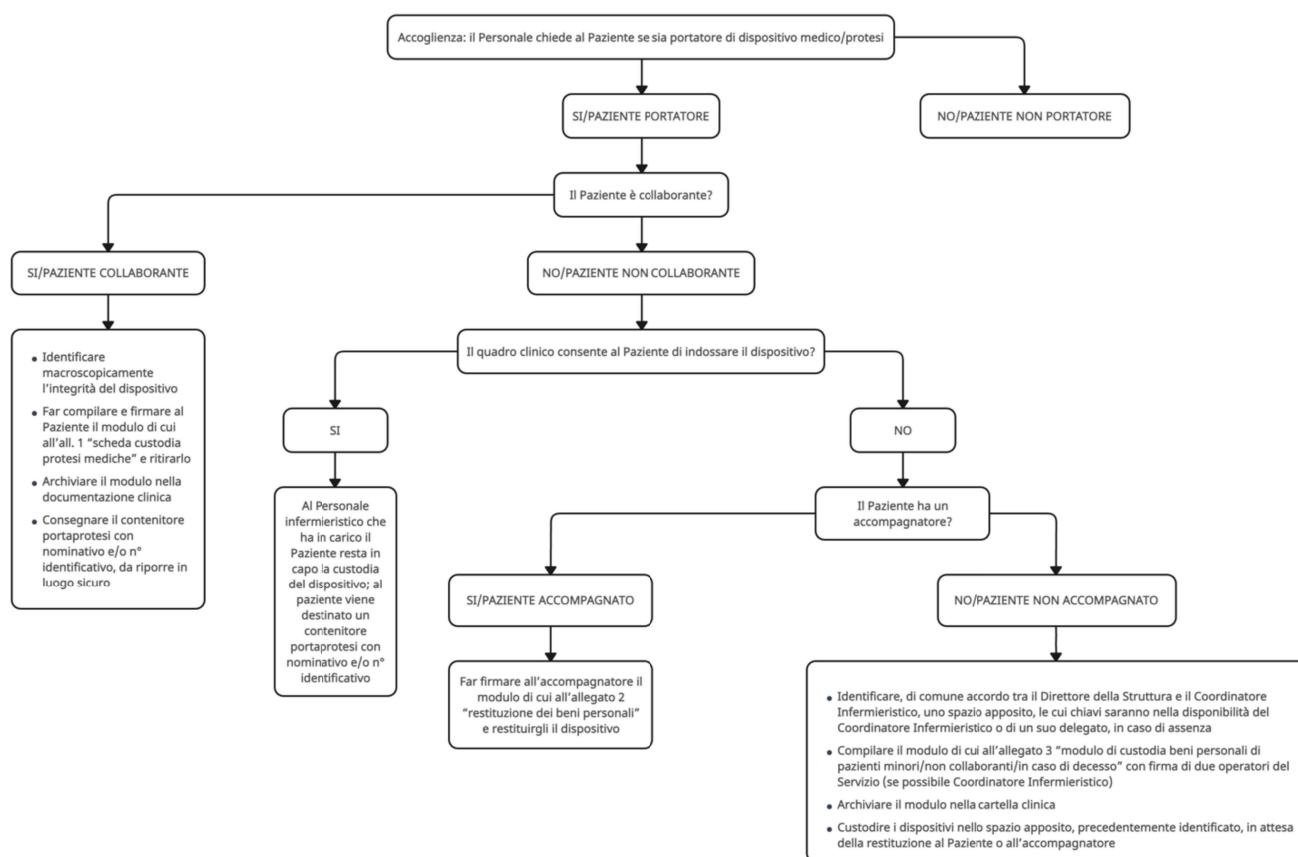 Accoglienza: il Personale chiede al Paziente se sia portatore di dispositivo medico/protesi
SI/PAZIENTE PORTATORE
NO/PAZIENTE NON PORTATORE
Il Paziente è collaborante?
SI/PAZIENTE COLLABORANTE
NO/PAZIENTE NON COLLABORANTE
• Identificare
macroscopicamente
l'integrità del dispositivo
• Far compilare e firmare al
Paziente il modulo di cui
all'all. 1 "scheda custodia
protesi mediche" e ritirarlo
• Archiviare il modulo nella
documentazione clinica
• Consegnare il contenitore
portaprotesi con
nominativo e/o n°
identificativo, da riporre in
luogo sicuro
Il quadro clinico consente al Paziente di indossare il dispositivo?
SI
NO
Al Personale
infermieristico che
ha in carico il
Paziente resta in
capo la custodia
del dispositivo; al
paziente viene
destinato un
contenitore
portaprotesi con
nominativo e/o n°
identificativo
Il Paziente ha un
accompagnatore?
SI/PAZIENTE ACCOMPAGNATO
NO/PAZIENTE NON ACCOMPAGNATO
Far firmare all'accompagnatore il
modulo di cui all'allegato 2
"restituzione dei beni personali"
e restituirgli il dispositivo
• Identificare, di comune accordo tra il Direttore della Struttura e il Coordinatore
Infermieristico, uno spazio apposito, le cui chiavi saranno nella disponibilità del
Coordinatore Infermieristico o di un suo delegato, in caso di assenza
• Compilare il modulo di cui all'allegato 3 "modulo di custodia beni personali di
pazienti minori/non collaboranti/in caso di decesso" con firma di due operatori del
Servizio (se possibile Coordinatore Infermieristico)
• Archiviare il modulo nella cartella clinica
• Custodire i dispositivi nello spazio apposito, precedentemente identificato, in attesa
della restituzione al Paziente o all'accompagnatore